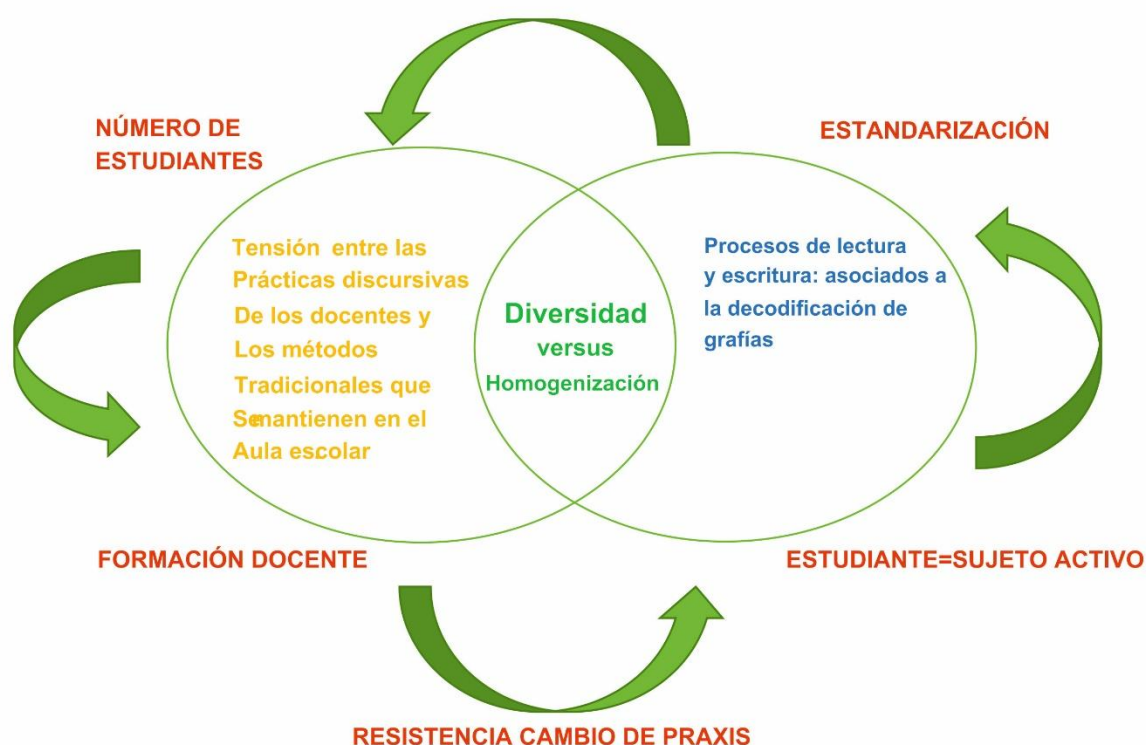 NÚMERO DE
ESTUDIANTES
ESTANDARIZACIÓN
Tensión entre las
Prácticas discursivas
De los docentes y
Los métodos
Tradicionales que
Se mantienen en el
Aula escolar
Diversidad
versus
Homogenización
Procesos de lectura
y escritura: asociados a
la decodificación de
grafías
FORMACIÓN DOCENTE
ESTUDIANTE=SUJETO ACTIVO
RESISTENCIA CAMBIO DE PRAXIS